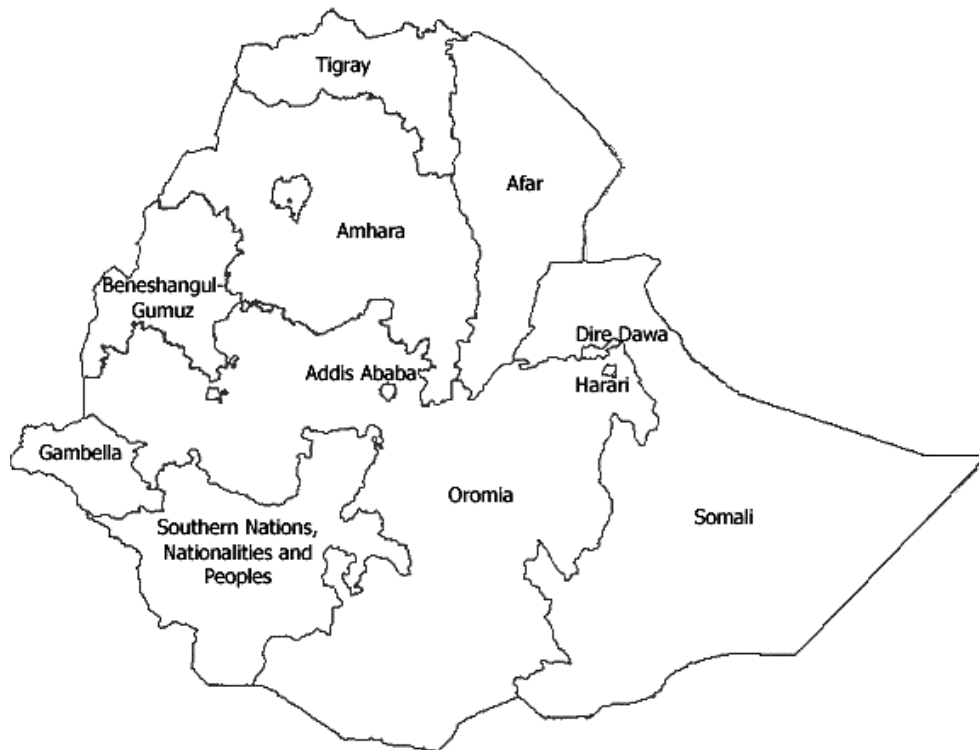 Tigray
Afar
Amhara
Beneshangul-
Gumuz
Dire Dawa
Addis Ababa
Harari
Gambella
Oromia
Somali
Southern Nations,
Nationalities and
Peoples